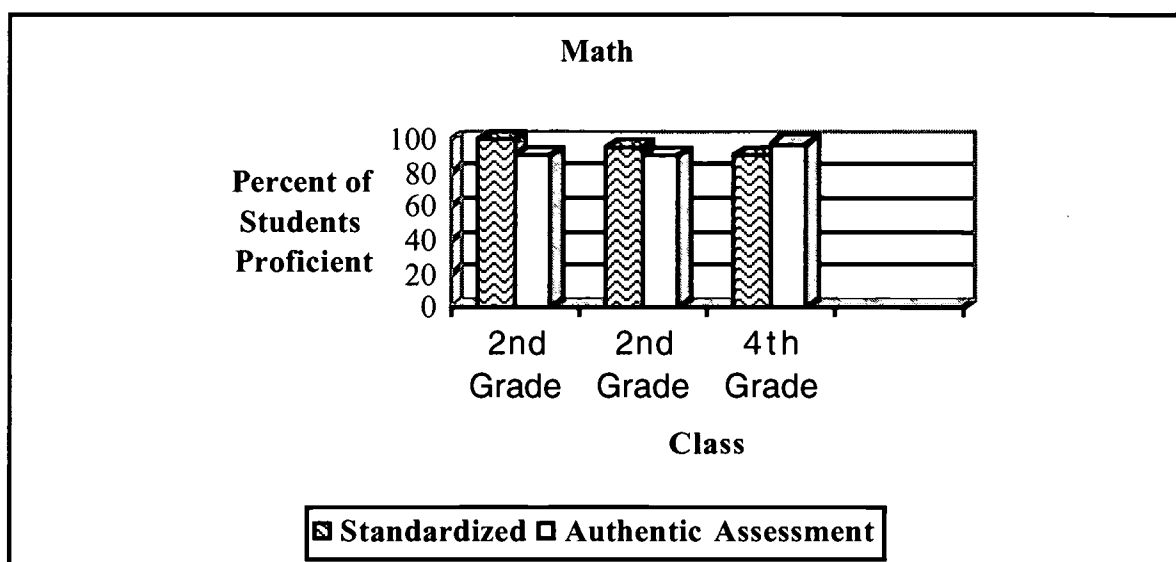 Math
Percent of
Students
Proficient
100
80
60
40
20
0
2nd Grade
2nd Grade
4th Grade
Class
Standardized Authentic Assessment